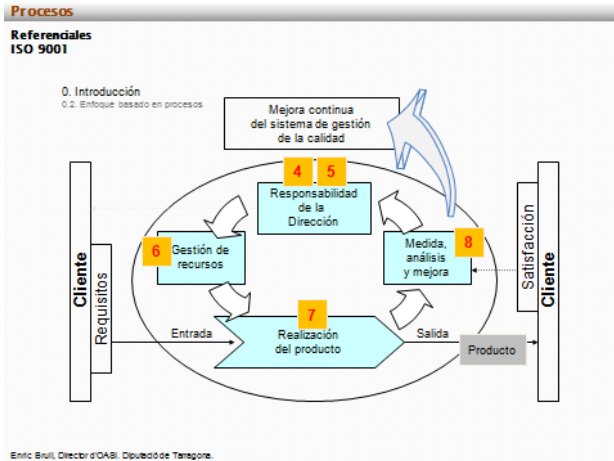 Procesos
Referenciales
ISO 9001
0. Introducción
0.2. Enfoque basado en procesos
Mejora continua
del sistema de gestión
de la calidad
4 5
Responsabilidad
de la
Dirección
6
Gestión de
recursos
8
Medida,
análisis
y mejora
Cliente
Requisitos
Satisfacción
Cliente
7
Entrada
Realización
del producto
Salida
Producto
Enric Brull, Director d'OASI. Diputació de Tarragona.